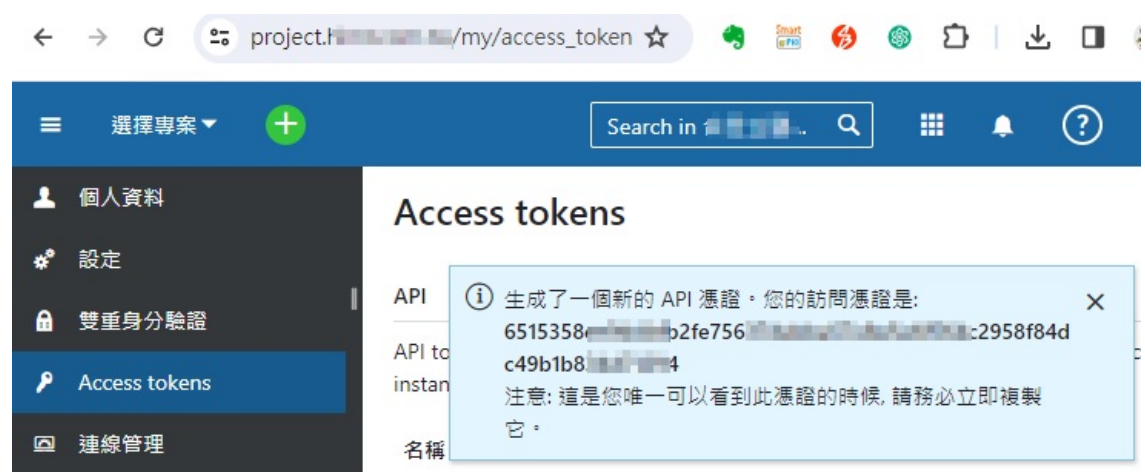 project.h /my/access_token
Smart
選擇專案
Search in ..
?
個人資料
設定
雙重身分驗證
Access tokens
連線管理
Access tokens
API
API to
instan
名稱
生成了一個新的 API 憑證。您的訪問憑證是:
6515358 b2fe756 c2958f84d
c49b1b8 4
注意: 這是您唯一可以看到此憑證的時候, 請務必立即複製
它。